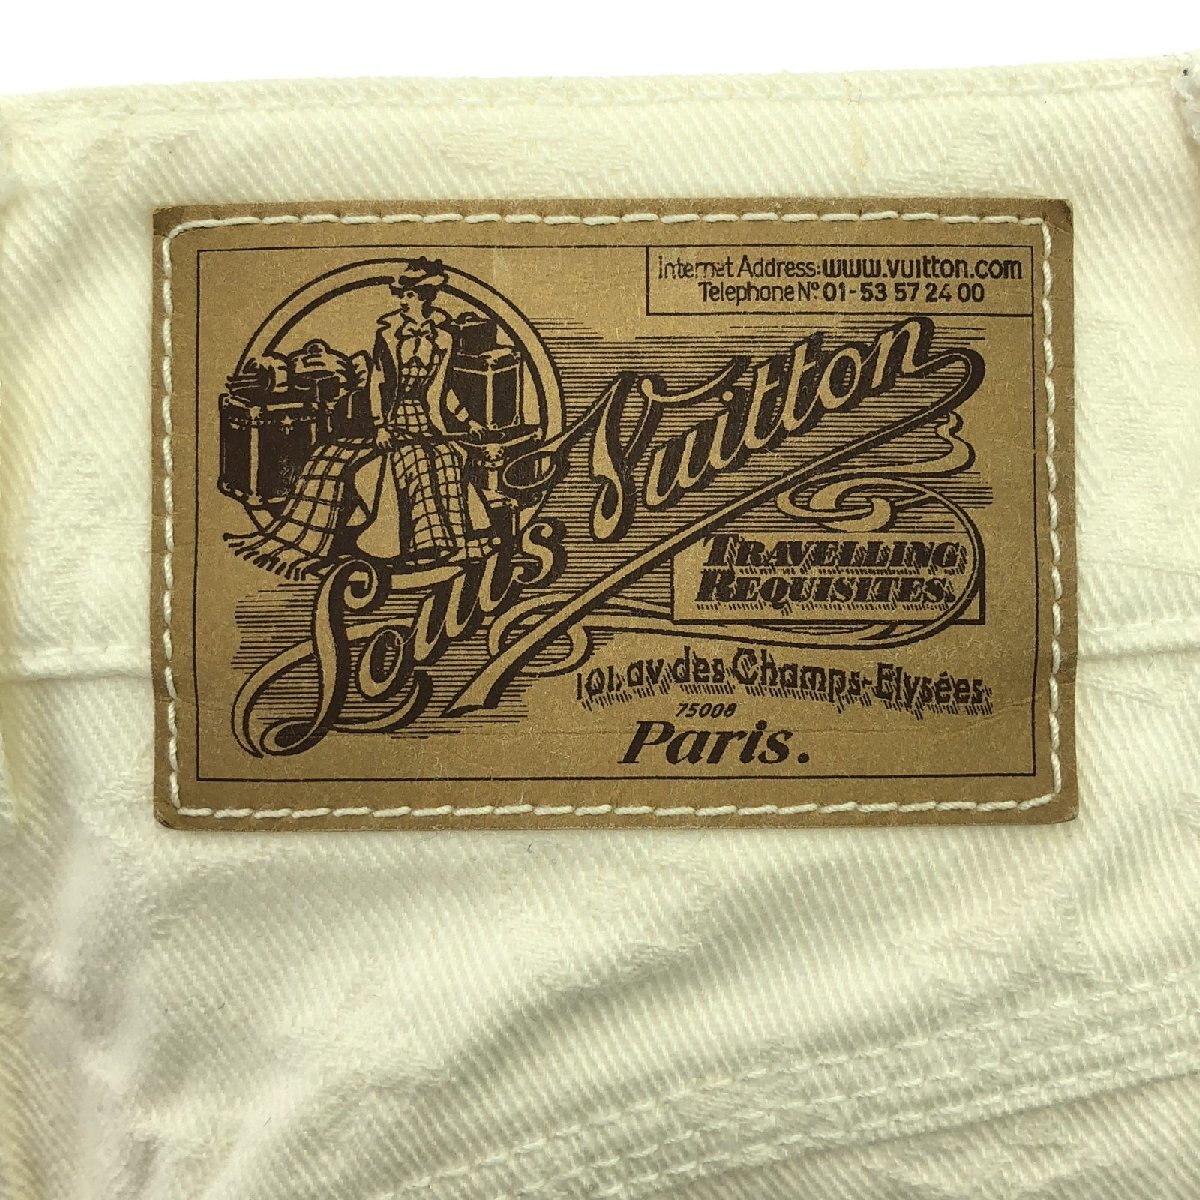 Internet Address: www.vuitton.com
Telephone N° 01-53 57 24 00
Louis Vuitton
TRAVELLING
REQUISITES.
101. av des Champs-Elysées
75008
Paris.